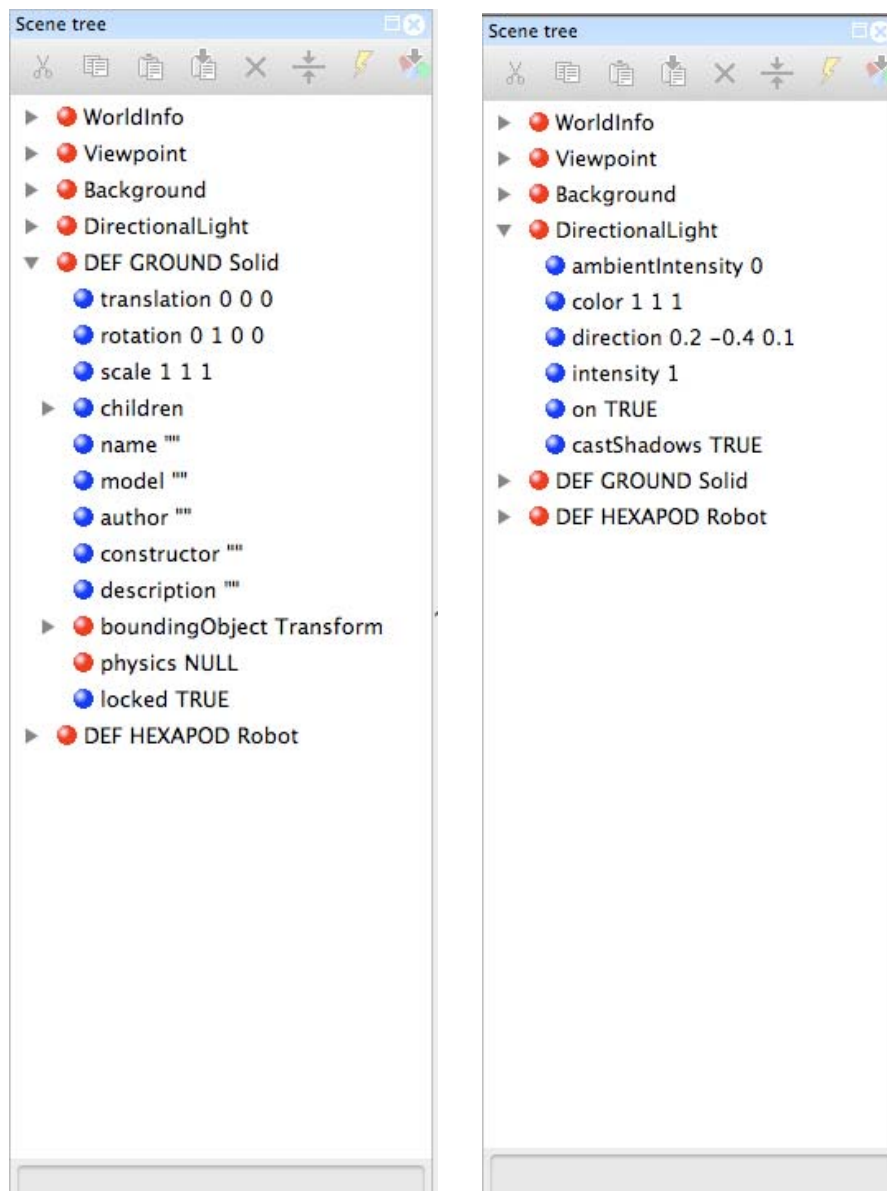 Scene tree
WorldInfo
Viewpoint
Background
DirectionalLight
DEF GROUND Solid
translation 0 0 0
rotation 0 1 0 0
scale 1 1 1
children
name ""
model ""
author ""
constructor ""
description ""
boundingObject Transform
physics NULL
locked TRUE
DEF HEXAPOD Robot
Scene tree
WorldInfo
Viewpoint
Background
DirectionalLight
ambientIntensity 0
color 1 1 1
direction 0.2 −0.4 0.1
intensity 1
on TRUE
castShadows TRUE
DEF GROUND Solid
DEF HEXAPOD Robot